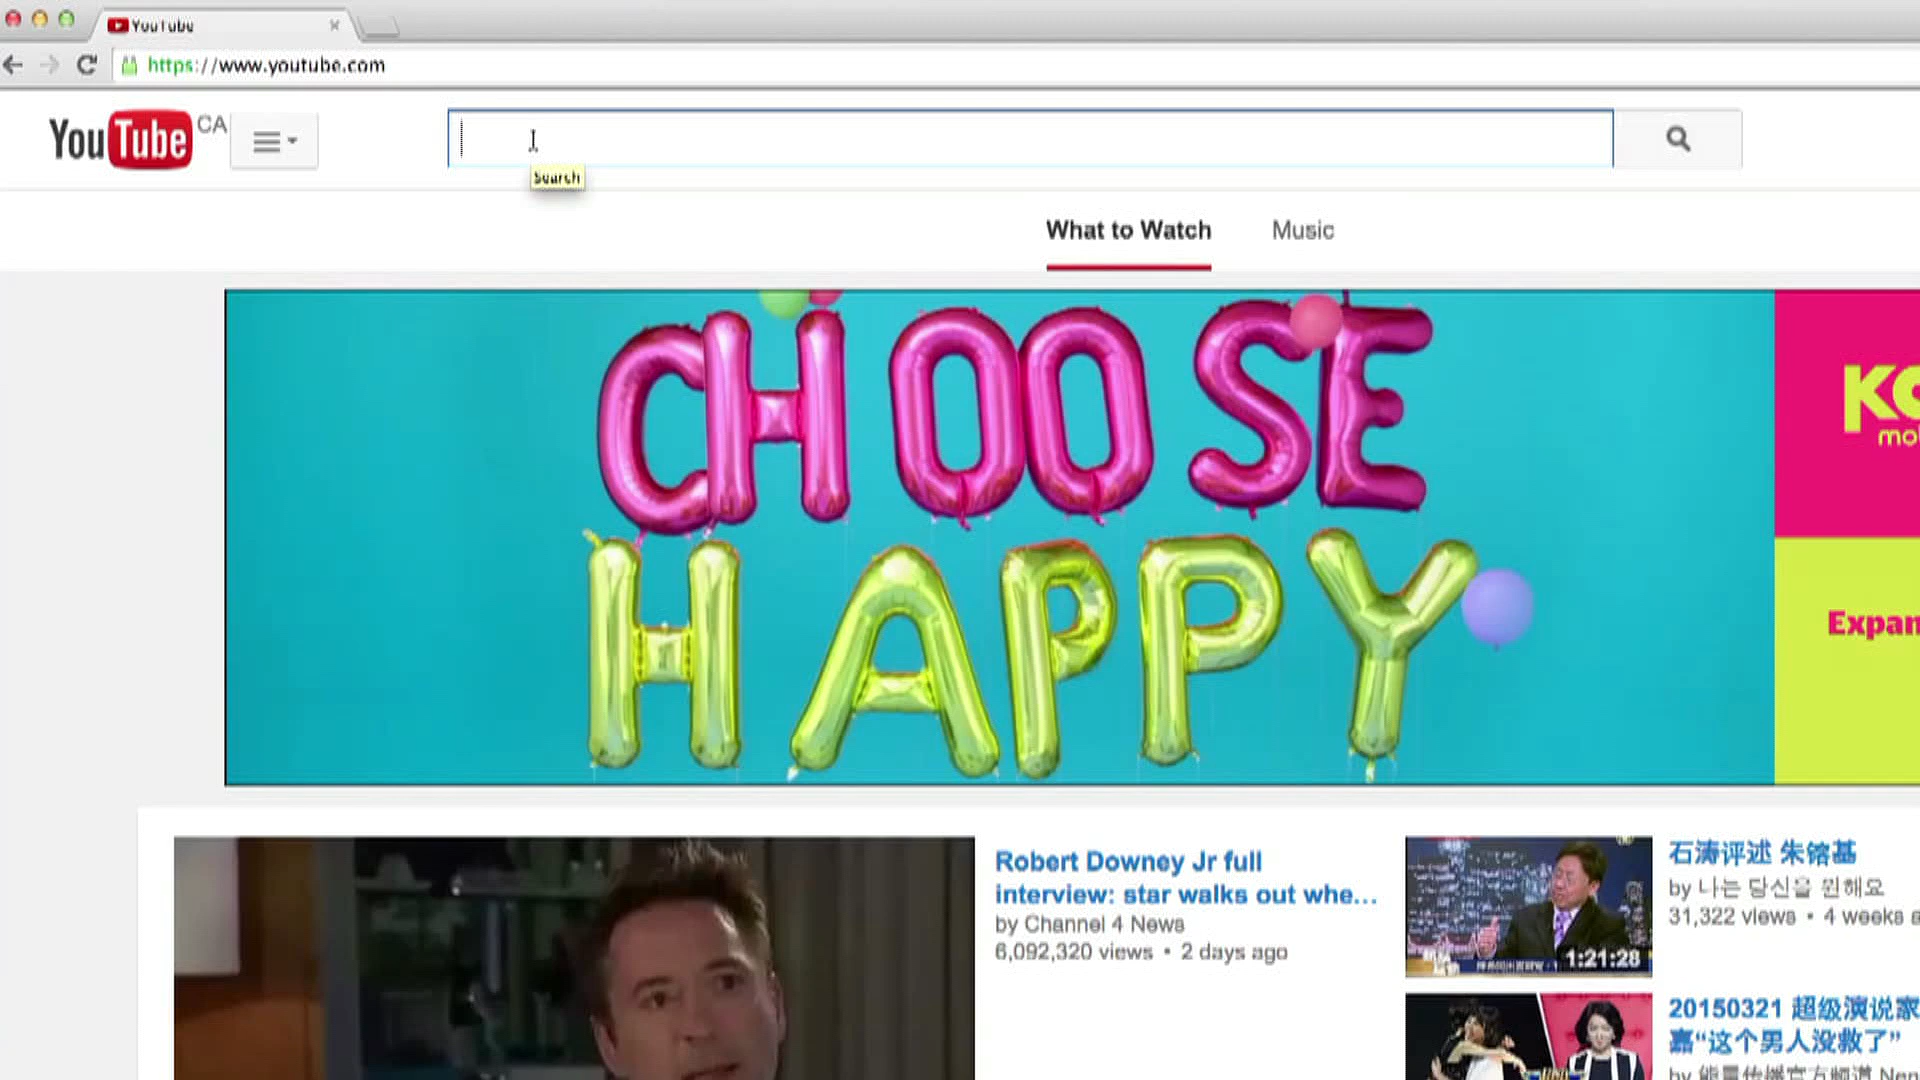 YouTube
https://www.youtube.com
YouTube CA
Search
What to Watch
Music
CHOOSE
HAPPY
Robert Downey Jr full
interview: star walks out whe...
by Channel 4 News
6,092,320 views • 2 days ago
石涛评述 朱镕基
by 나는 당신을 원해요
31,322 views • 4 weeks
1:21:28
20150321 超级演说家
嘉“这个男人没救了”